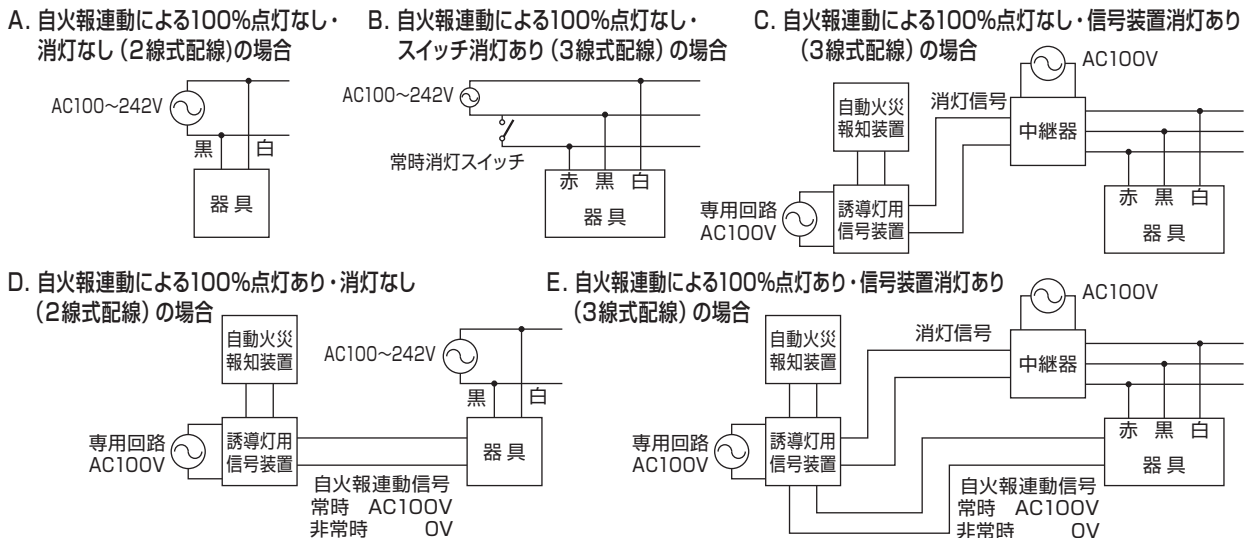 A. 自火報連動による100%点灯なし・
消灯なし（2線式配線）の場合
AC100〜242V
黒
白
器具
B. 自火報連動による100%点灯なし・
スイッチ消灯あり（3線式配線）の場合
AC100〜242V
常時消灯スイッチ
赤 黒 白
器具
C. 自火報連動による100%点灯なし・信号装置消灯あり
（3線式配線）の場合
AC100V
自動火災
報知装置
消灯信号
中継器
専用回路
AC100V
誘導灯用
信号装置
赤 黒 白
器具
D. 自火報連動による100%点灯あり・消灯なし
（2線式配線）の場合
自動火災
報知装置
AC100〜242V
黒
白
専用回路
AC100V
誘導灯用
信号装置
器具
自火報連動信号
常時 AC100V
非常時 0V
E. 自火報連動による100%点灯あり・信号装置消灯あり
（3線式配線）の場合
AC100V
自動火災
報知装置
消灯信号
中継器
専用回路
AC100V
誘導灯用
信号装置
赤 黒 白
器具
自火報連動信号
常時 AC100V
非常時 0V